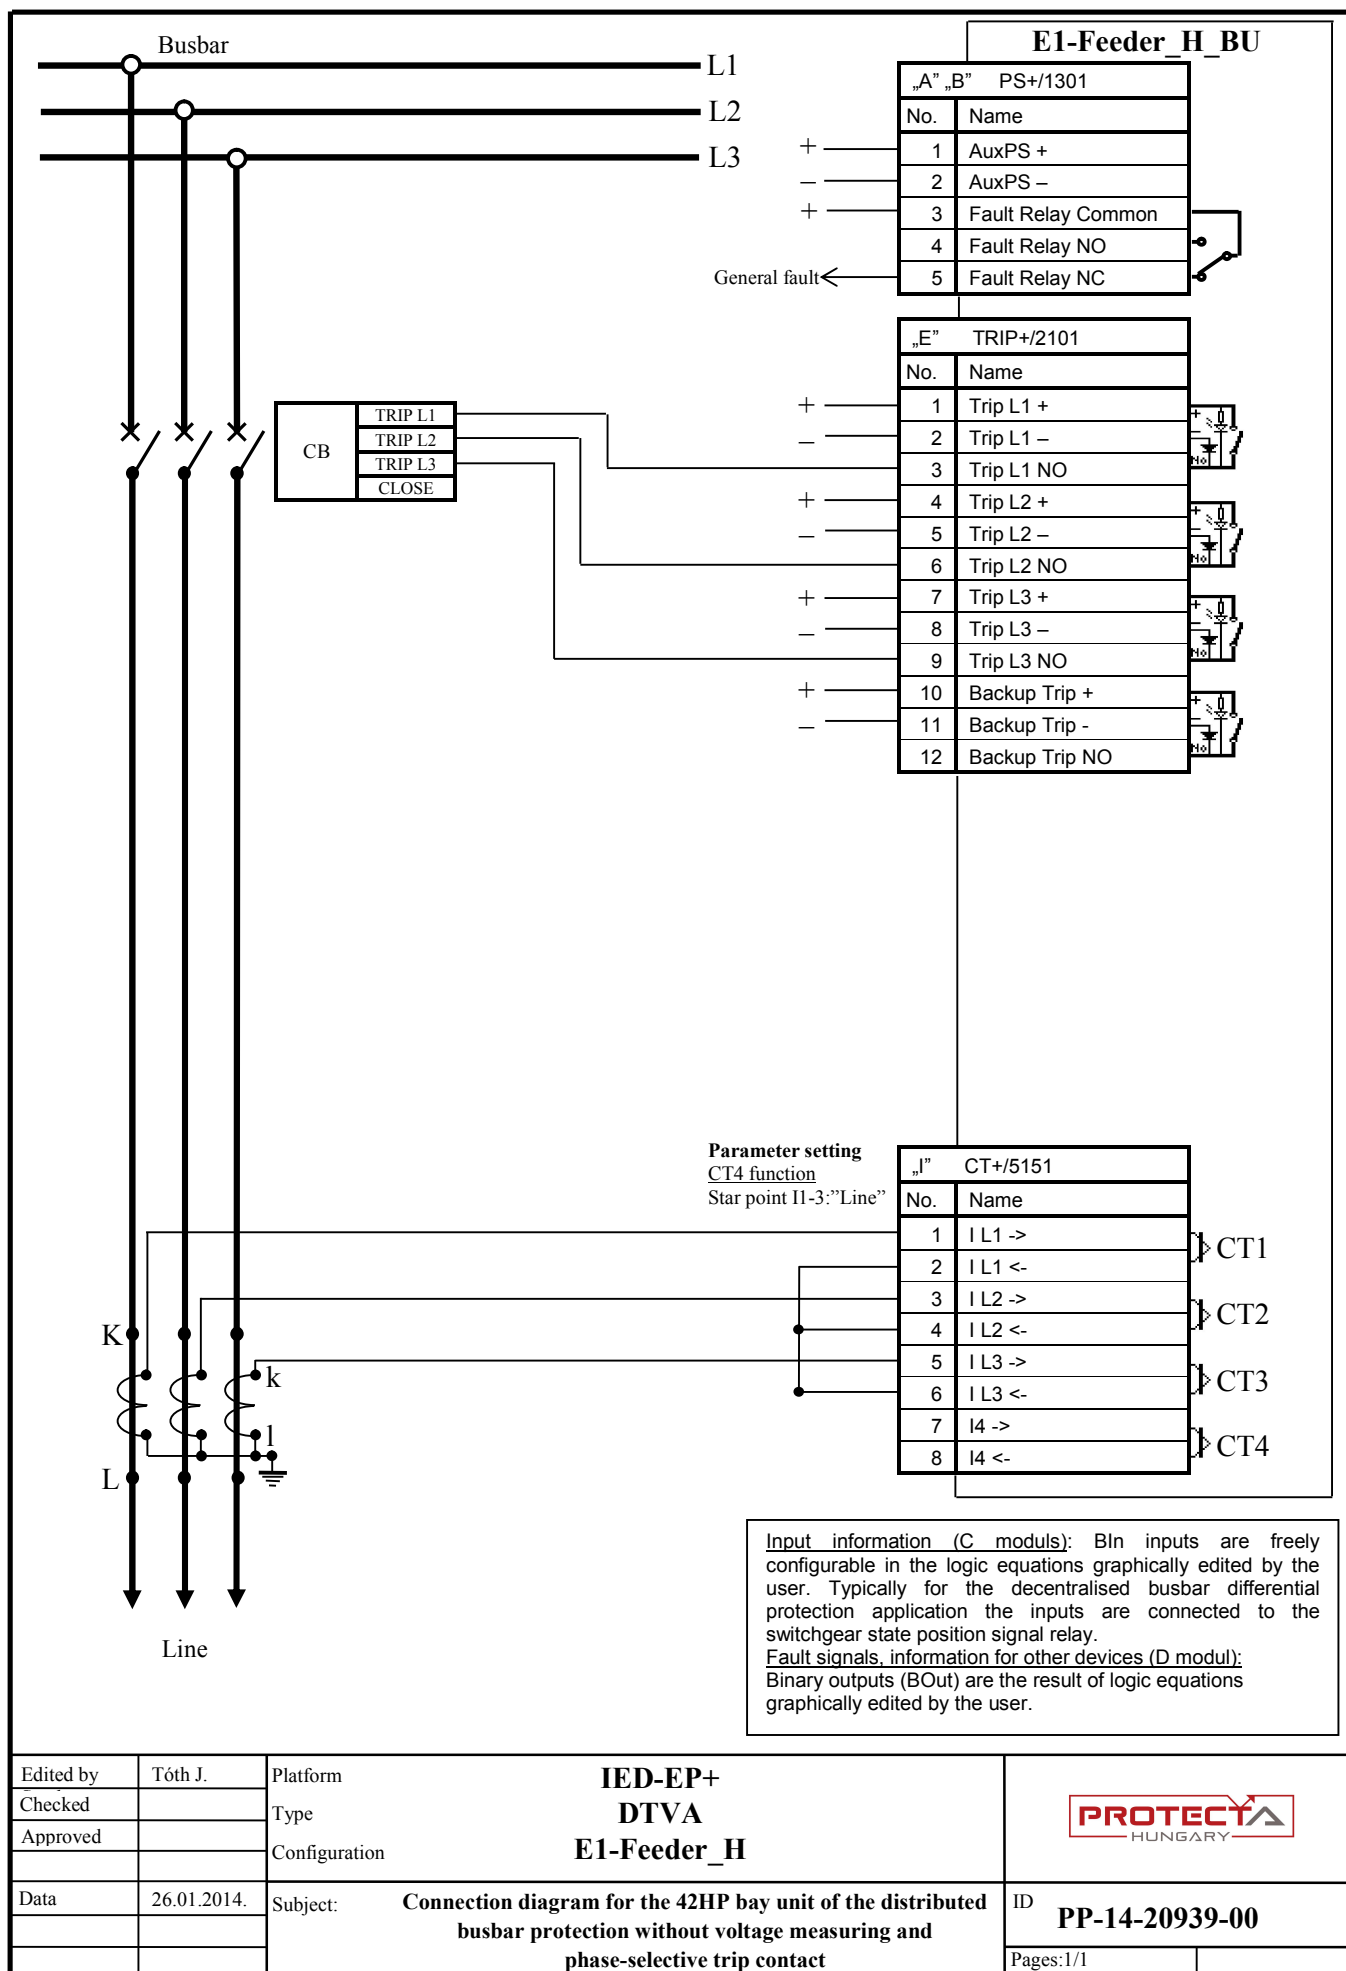 Busbar
L1
L2
L3
E1-Feeder_H_BU
„A” „B” PS+/1301
No. Name
+ 1 AuxPS +
– 2 AuxPS –
+ 3 Fault Relay Common
4 Fault Relay NO
General fault 5 Fault Relay NC
„E” TRIP+/2101
No. Name
+ 1 Trip L1 +
– 2 Trip L1 –
3 Trip L1 NO
+ 4 Trip L2 +
– 5 Trip L2 –
6 Trip L2 NO
+ 7 Trip L3 +
– 8 Trip L3 –
9 Trip L3 NO
+ 10 Backup Trip +
– 11 Backup Trip -
12 Backup Trip NO
+
–
No
+
–
No
+
–
No
+
–
No
CB
TRIP L1
TRIP L2
TRIP L3
CLOSE
Parameter setting
CT4 function
Star point I1-3:”Line”
„I” CT+/5151
No. Name
1 I L1 ->
2 I L1 <-
3 I L2 ->
4 I L2 <-
5 I L3 ->
6 I L3 <-
7 I4 ->
8 I4 <-
CT1
CT2
CT3
CT4
K
k
l
L
Line
Input information (C moduls): BIn inputs are freely
configurable in the logic equations graphically edited by the
user. Typically for the decentralised busbar differential
protection application the inputs are connected to the
switchgear state position signal relay.
Fault signals, information for other devices (D modul):
Binary outputs (BOut) are the result of logic equations
graphically edited by the user.
Edited by Tóth J.
Checked
Approved
Data 26.01.2014.
Platform IED-EP+
Type DTVA
Configuration E1-Feeder_H
Subject: Connection diagram for the 42HP bay unit of the distributed
busbar protection without voltage measuring and
phase-selective trip contact
PROTECTA
HUNGARY
ID
PP-14-20939-00
Pages:1/1